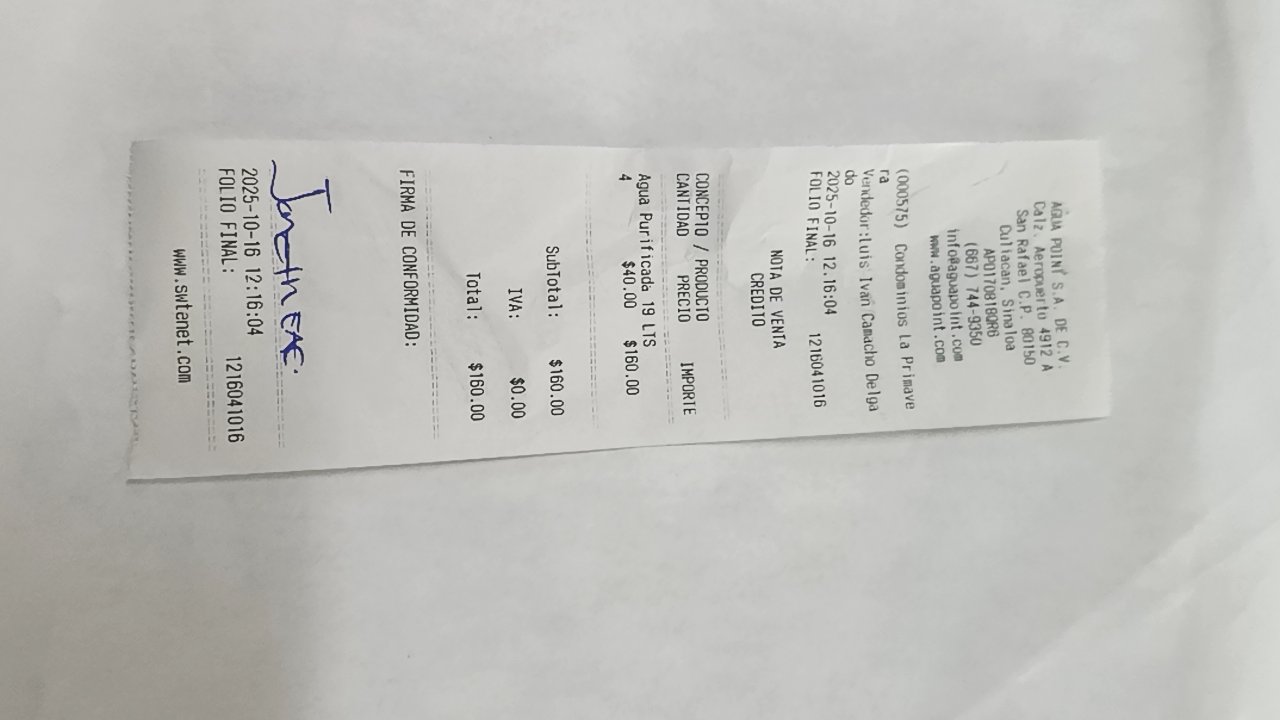 AGUA POINT S.A. DE C.V.
Calz. Aeropuerto 4912 A
San Rafael C.P. 80150
Culiacan, Sinaloa
APO170818QR6
(667) 744-9350
info@aguapoint.com
www.aguapoint.com
(000575) Condominios La Primave
ra
Vendedor:Luis Ivan Camacho Delga
do
2025-10-16 12:16:04
FOLIO FINAL: 1216041016
NOTA DE VENTA
CREDITO
CONCEPTO / PRODUCTO
CANTIDAD PRECIO IMPORTE
Agua Purificada 19 LTS
4 $40.00 $160.00
SubTotal: $160.00
IVA: $0.00
Total: $160.00
FIRMA DE CONFORMIDAD:
2025-10-16 12:16:04
FOLIO FINAL: 1216041016
www.swtanet.com